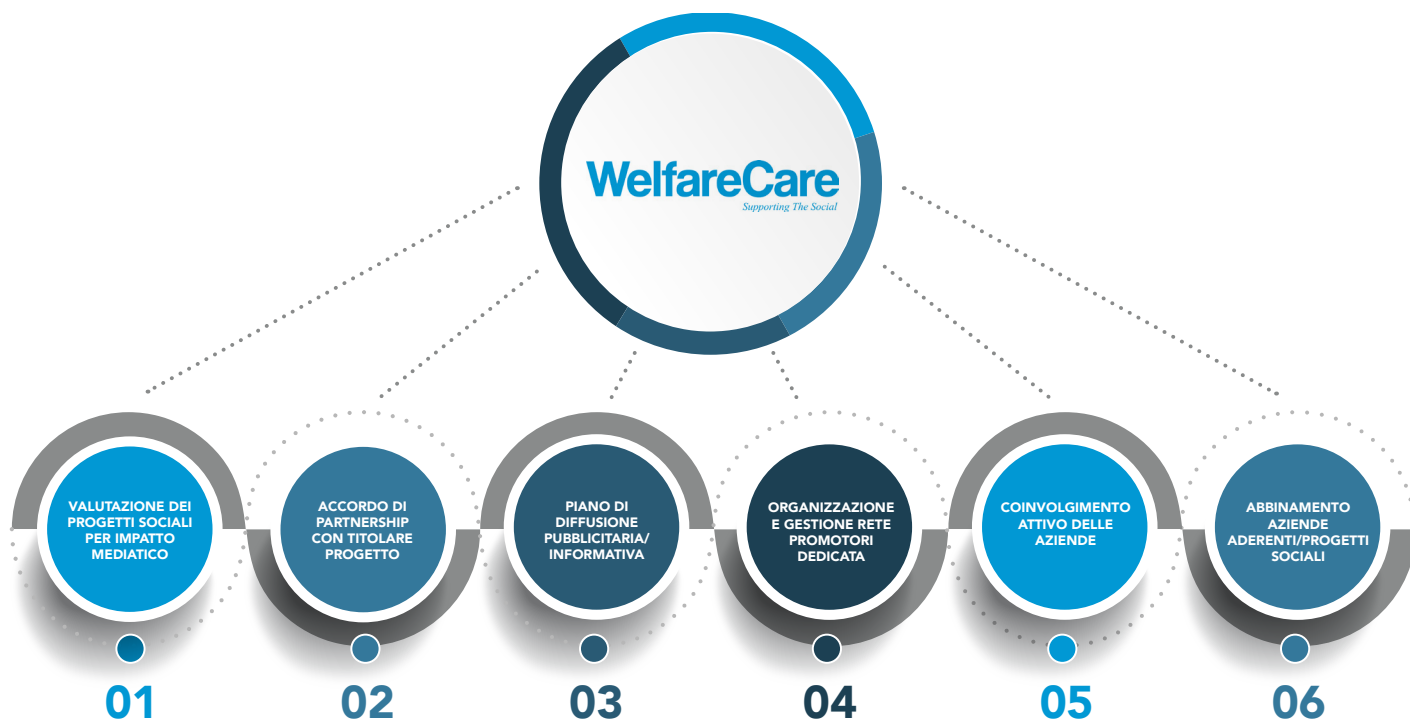 WelfareCare
Supporting The Social
VALUTAZIONE DEI
PROGETTI SOCIALI
PER IMPATTO
MEDIATICO
01
ACCORDO DI
PARTNERSHIP
CON TITOLARE
PROGETTO
02
PIANO DI
DIFFUSIONE
PUBBLICITARIA/
INFORMATIVA
03
ORGANIZZAZIONE
E GESTIONE RETE
PROMOTORI
DEDICATA
04
COINVOLGIMENTO
ATTIVO DELLE
AZIENDE
05
ABBINAMENTO
AZIENDE
ADERENTI/PROGETTI
SOCIALI
06